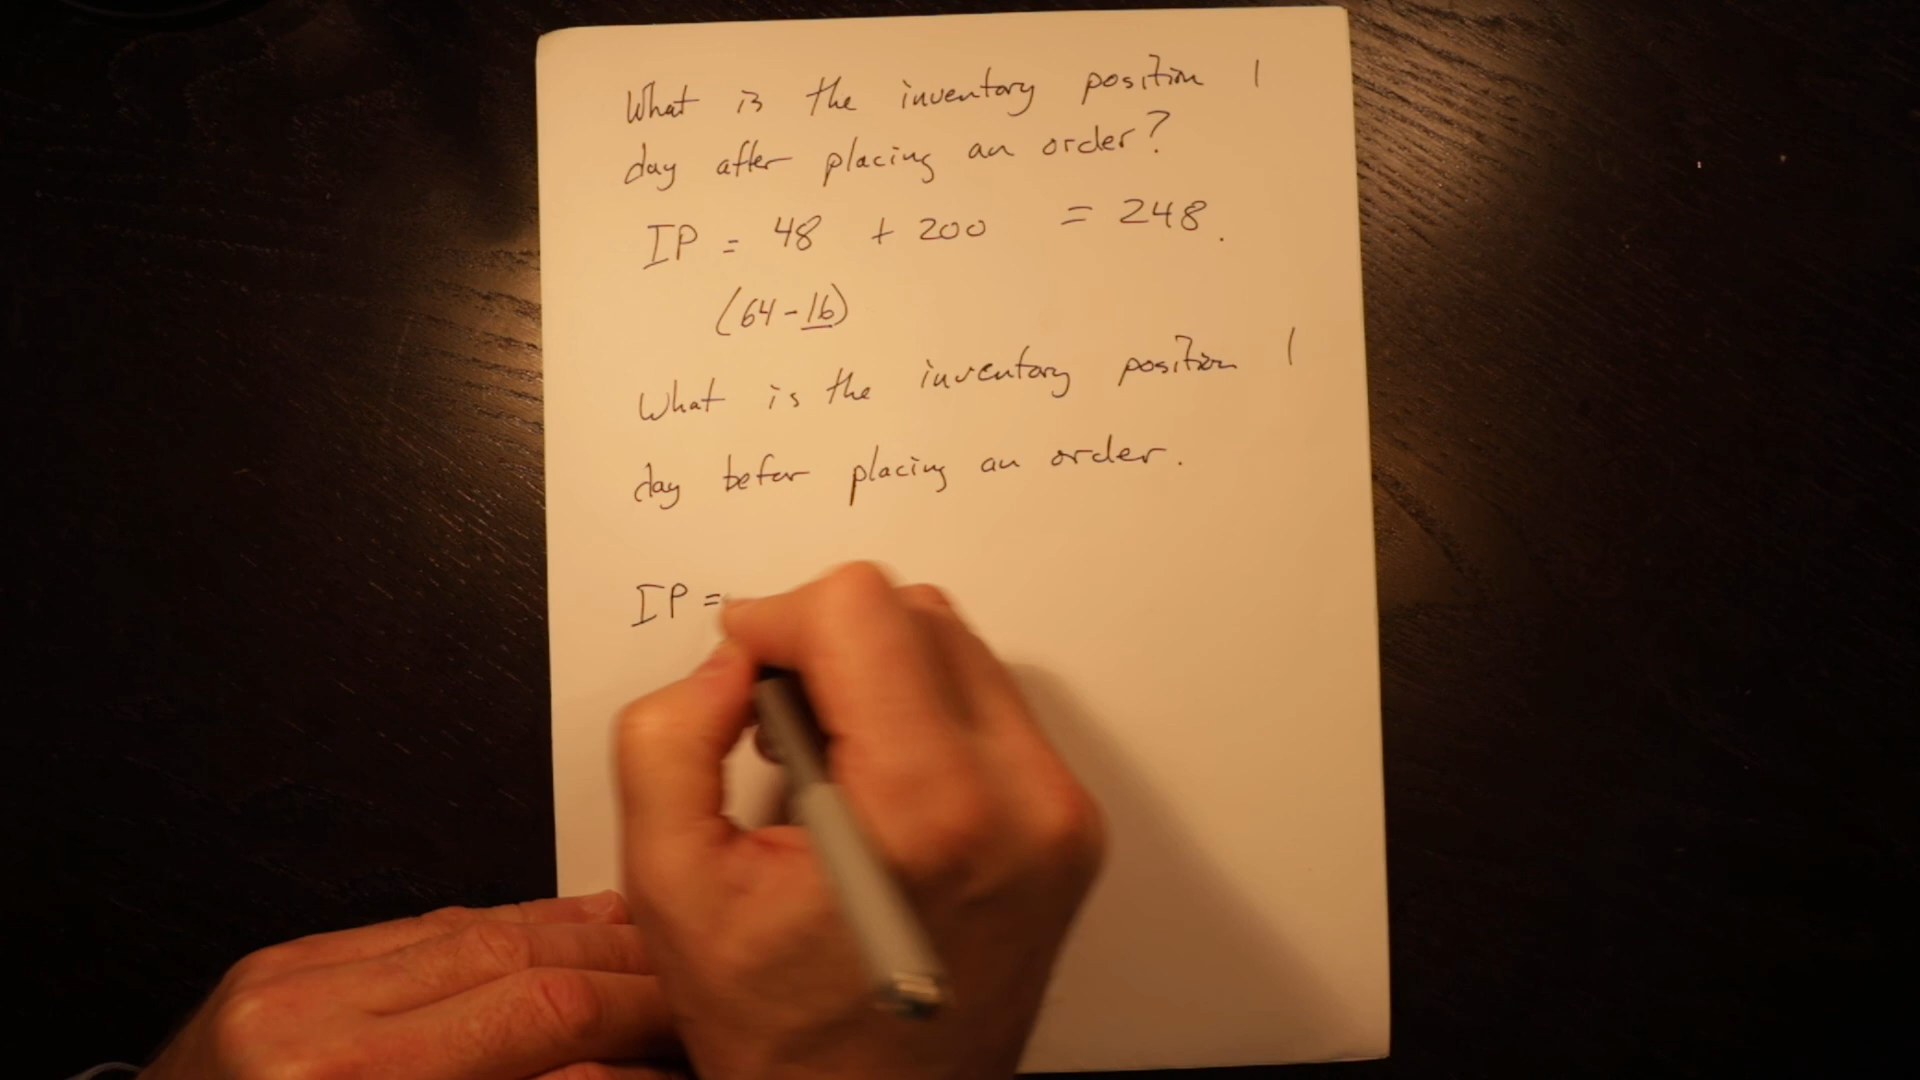 What is the inventory position 1
day after placing an order?
IP = 48 + 200 = 248.
(64-16)
What is the inventory position 1
day befor placing an order.
IP =